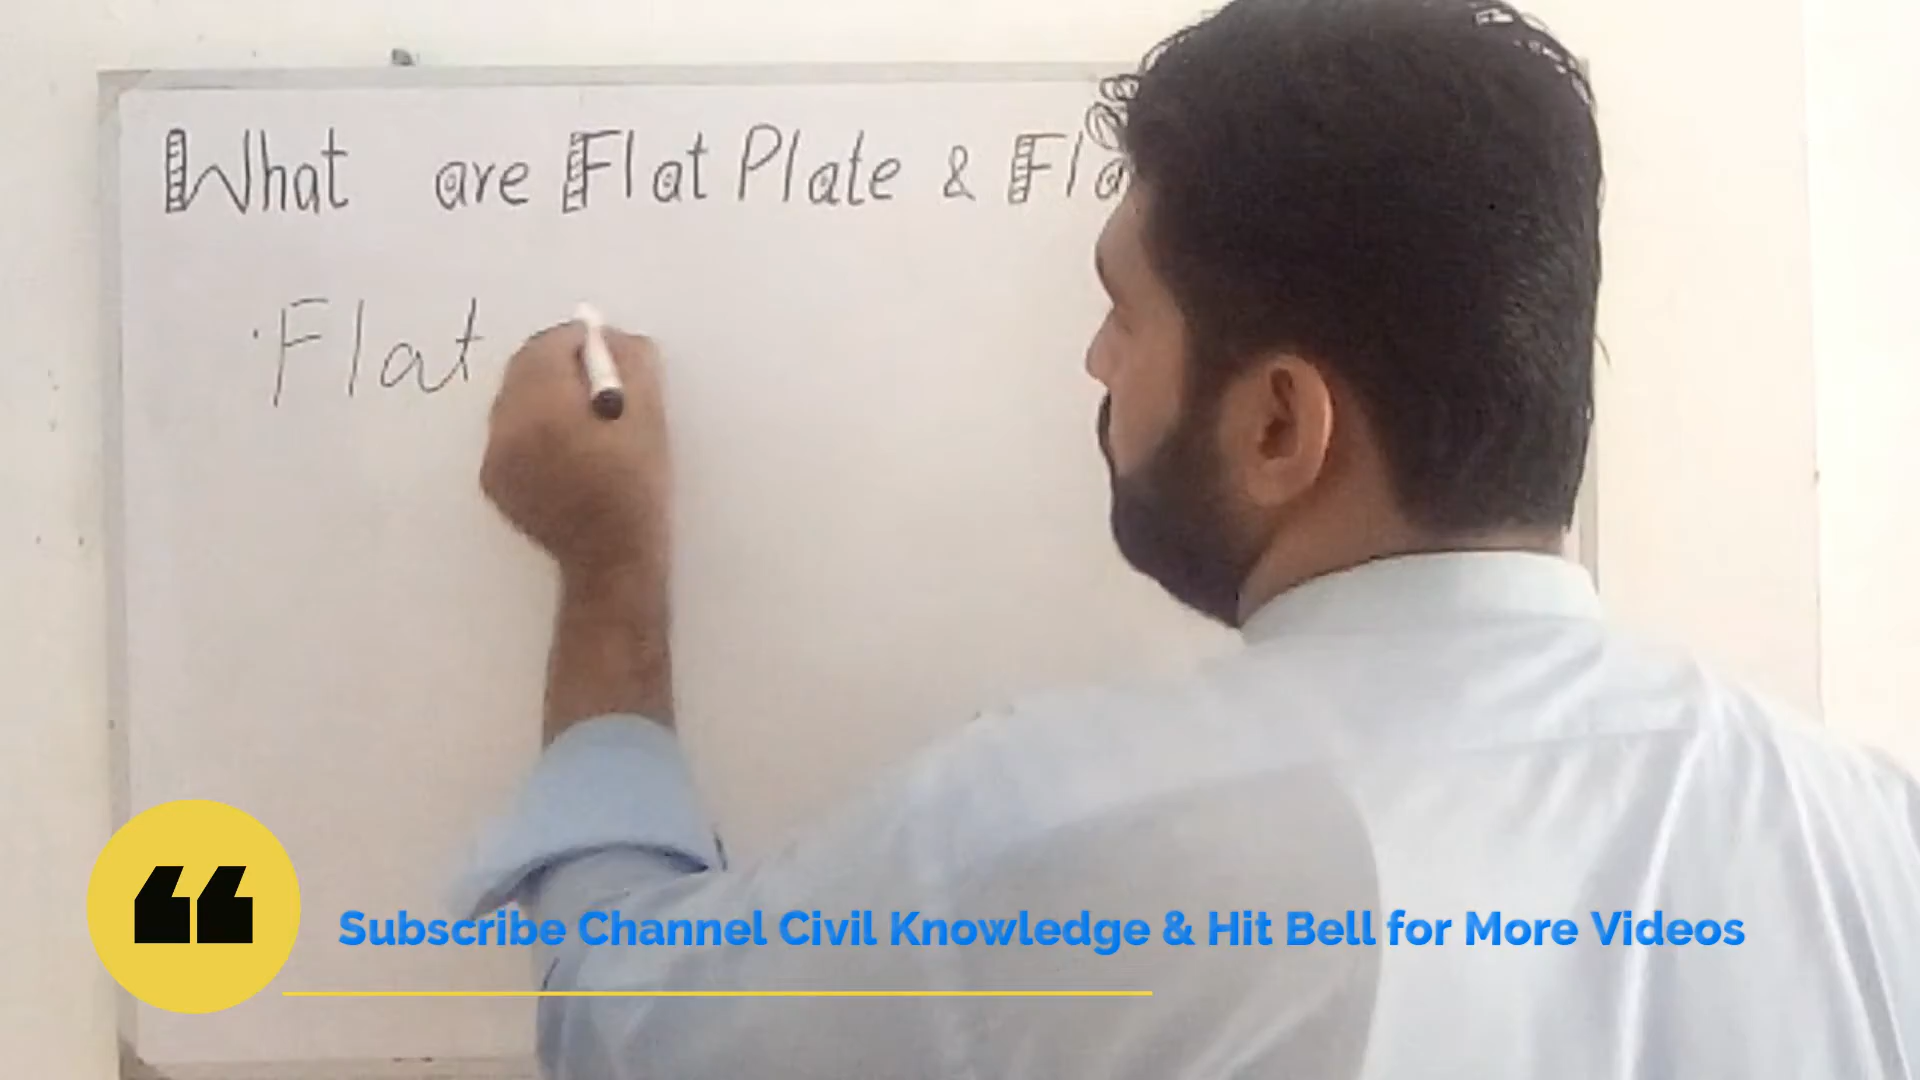 What are Flat Plate & Fla
Flat
Subscribe Channel Civil Knowledge & Hit Bell for More Videos